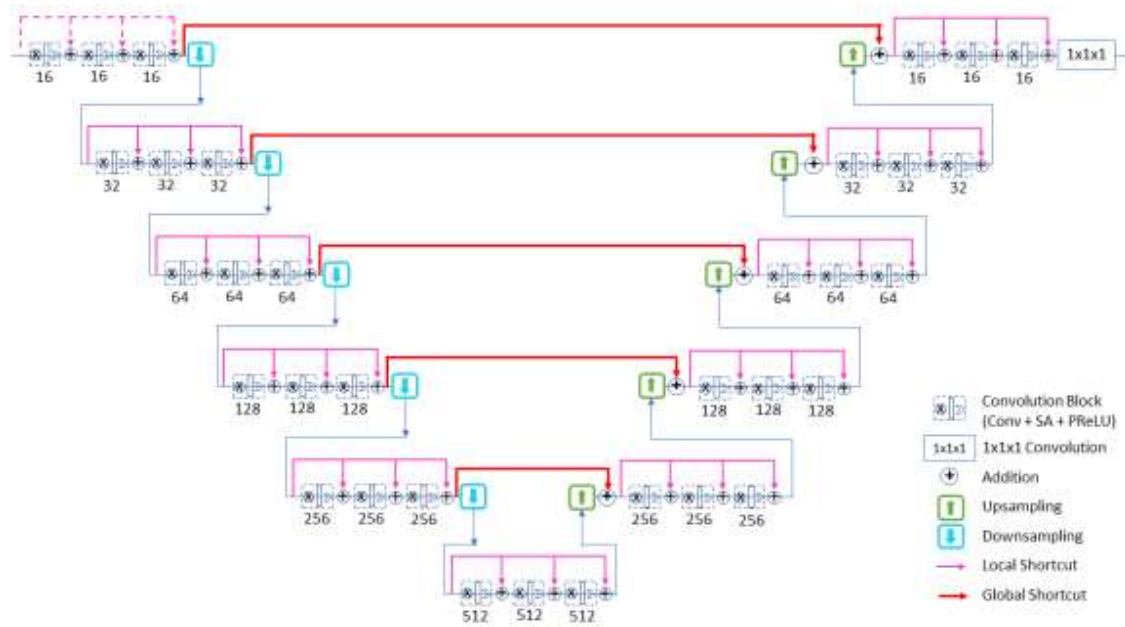 1x1x1
16 16 16
16 16 16
32 32 32
32 32 32
64 64 64
64 64 64
128 128 128
128 128 128
256 256 256
256 256 256
512 512 512
Convolution Block
(Conv + SA + PReLU)
1x1x1 1x1x1 Convolution
Addition
Upsampling
Downsampling
Local Shortcut
Global Shortcut